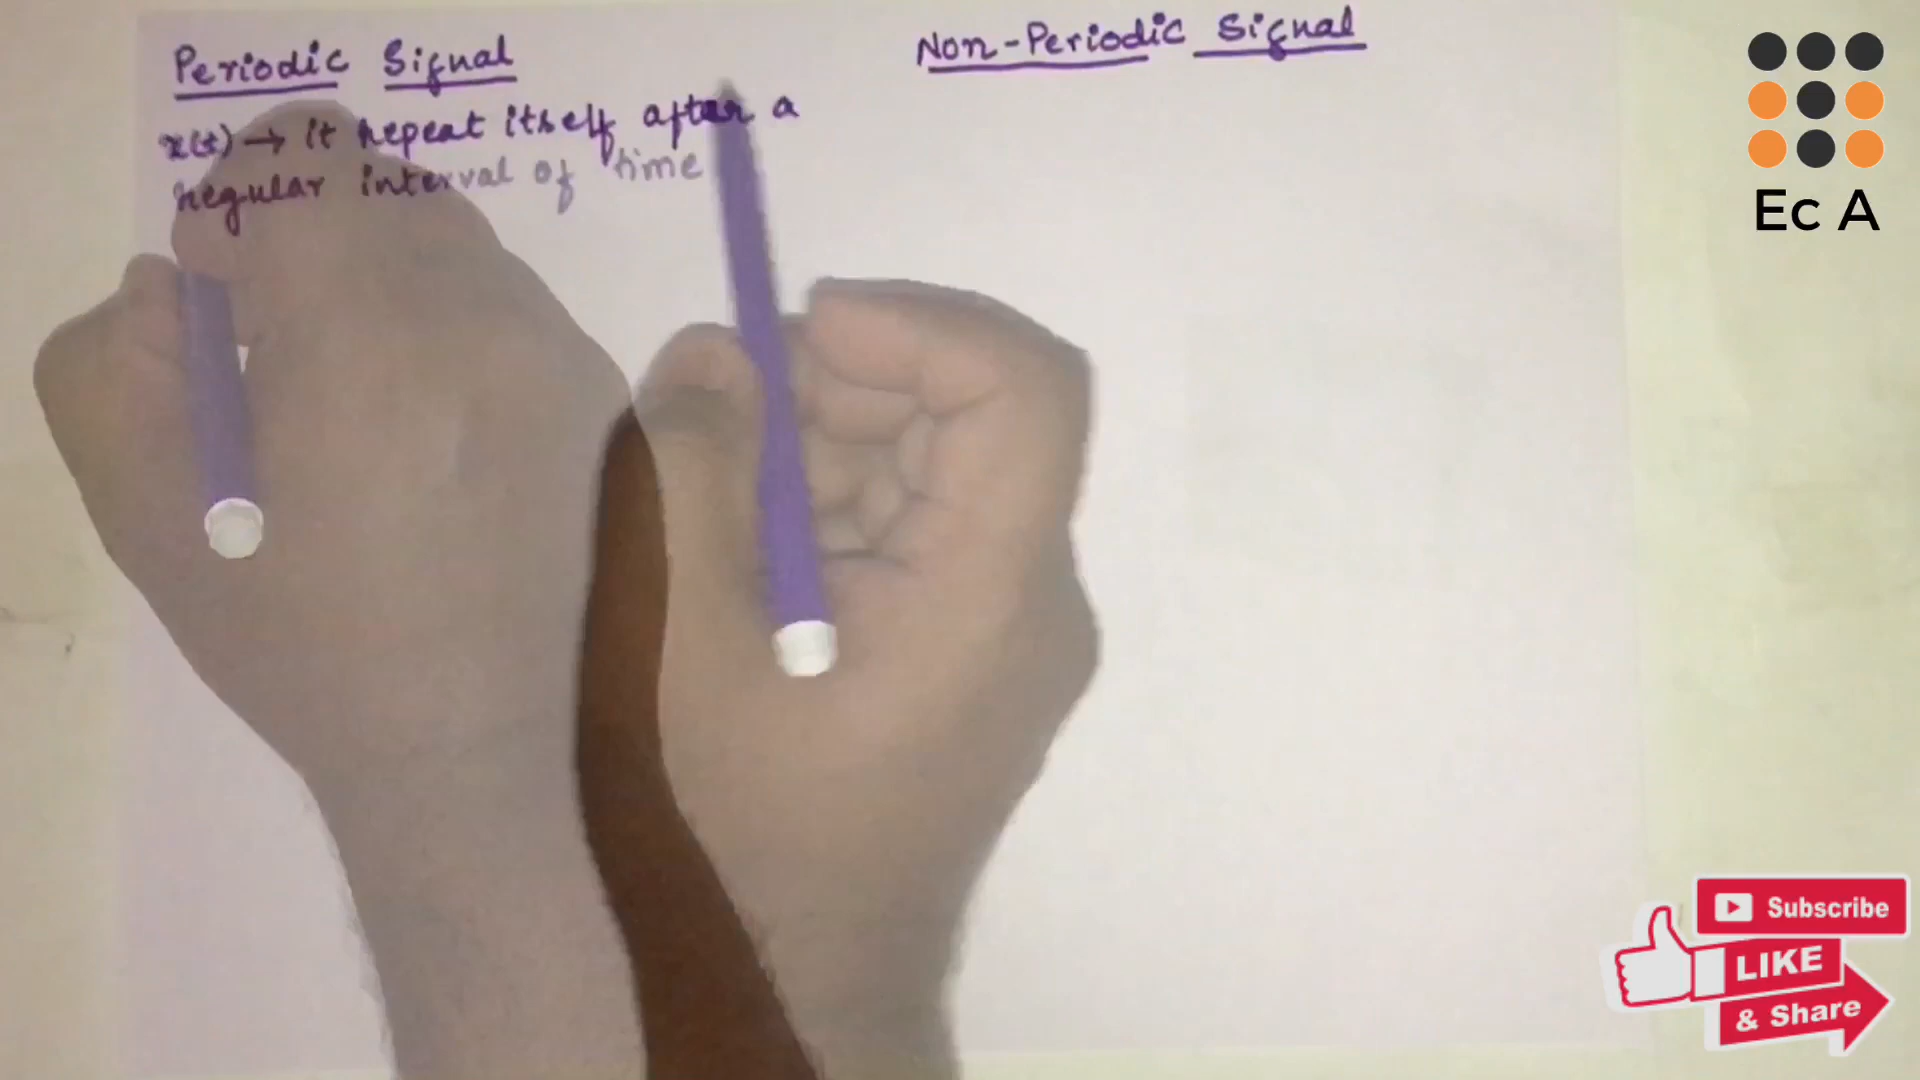 Periodic Signal
x(t) → it repeat itself after a
regular interval of time
Non-Periodic Signal
Ec A
Subscribe
LIKE
& Share